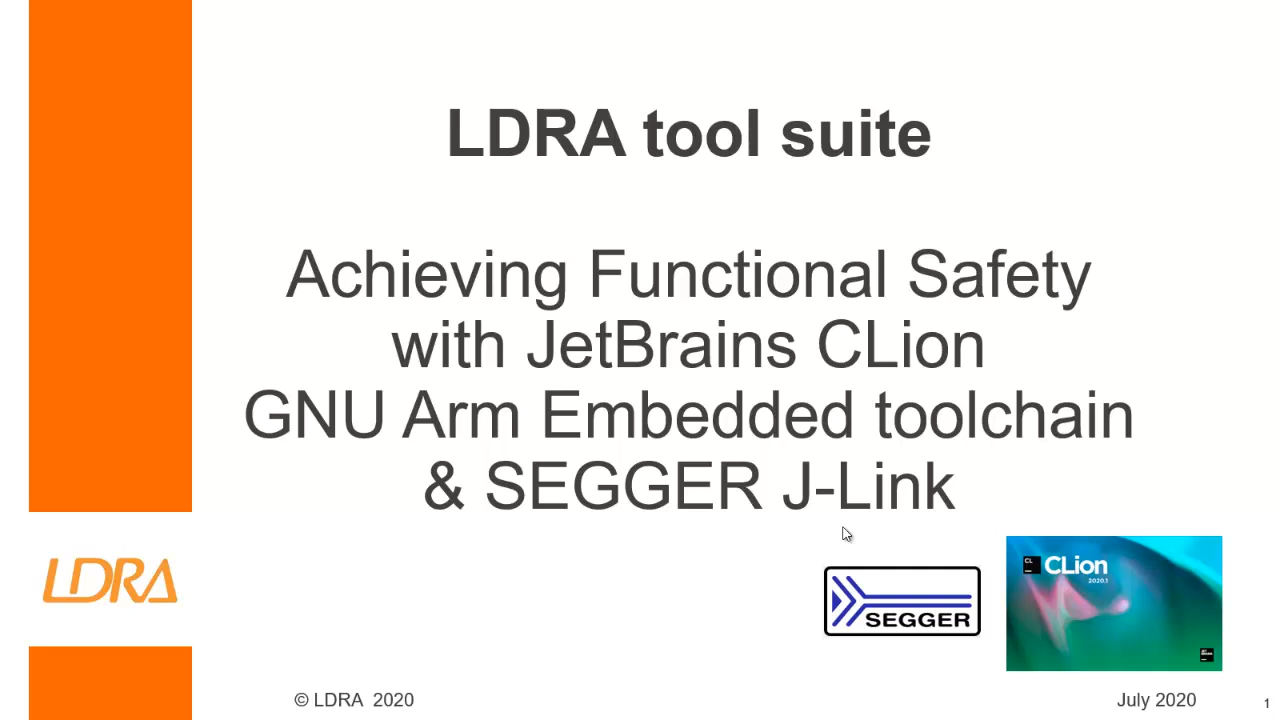 LDRA tool suite
Achieving Functional Safety
with JetBrains CLion
GNU Arm Embedded toolchain
& SEGGER J-Link
LDRA
SEGGER
CL
CLion
2020.1
© LDRA 2020
July 2020
1